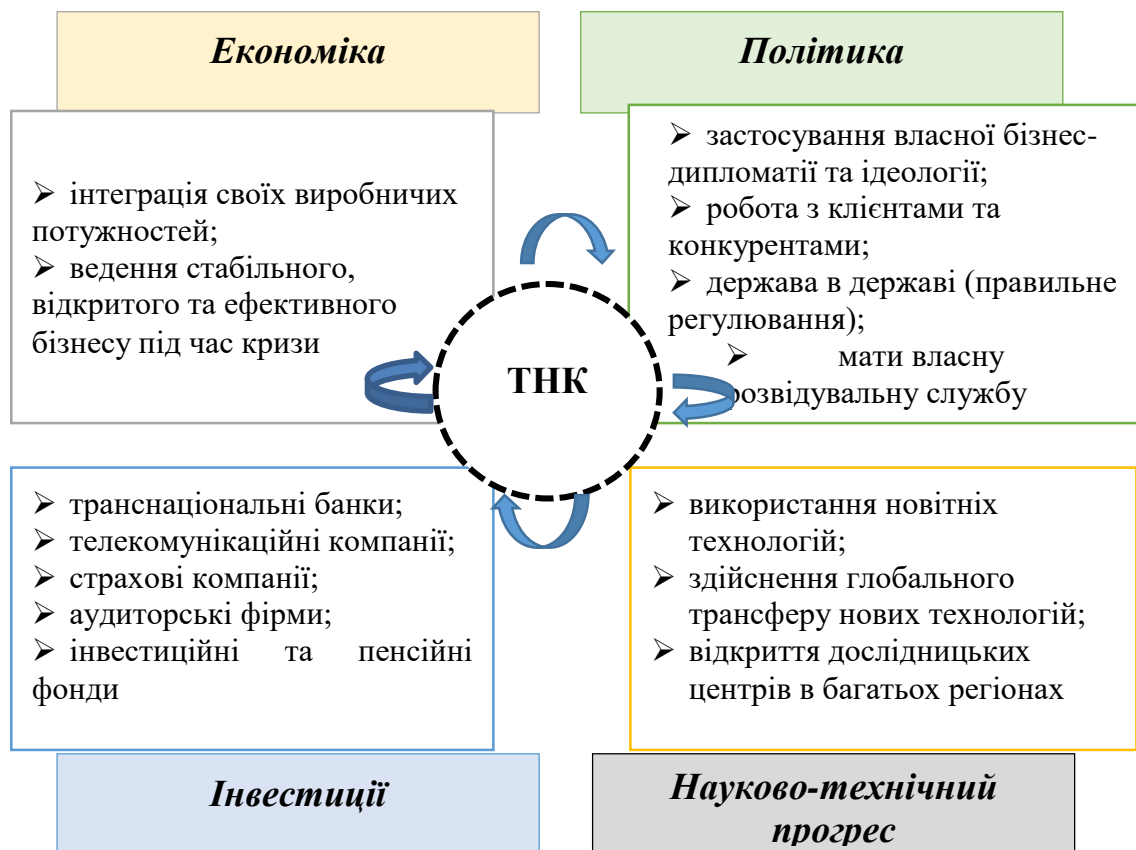 Економіка
➢ інтеграція своїх виробничих
потужностей;
➢ ведення стабільного,
відкритого та ефективного
бізнесу під час кризи
Політика
➢ застосування власної бізнес-
дипломатії та ідеології;
➢ робота з клієнтами та
конкурентами;
➢ держава в державі (правильне
регулювання);
➢ мати власну
розвідувальну службу
ТНК
➢ транснаціональні банки;
➢ телекомунікаційні компанії;
➢ страхові компанії;
➢ аудиторські фірми;
➢ інвестиційні та пенсійні
фонди
Інвестиції
➢ використання новітніх
технологій;
➢ здійснення глобального
трансферу нових технологій;
➢ відкриття дослідницьких
центрів в багатьох регіонах
Науково-технічний
прогрес